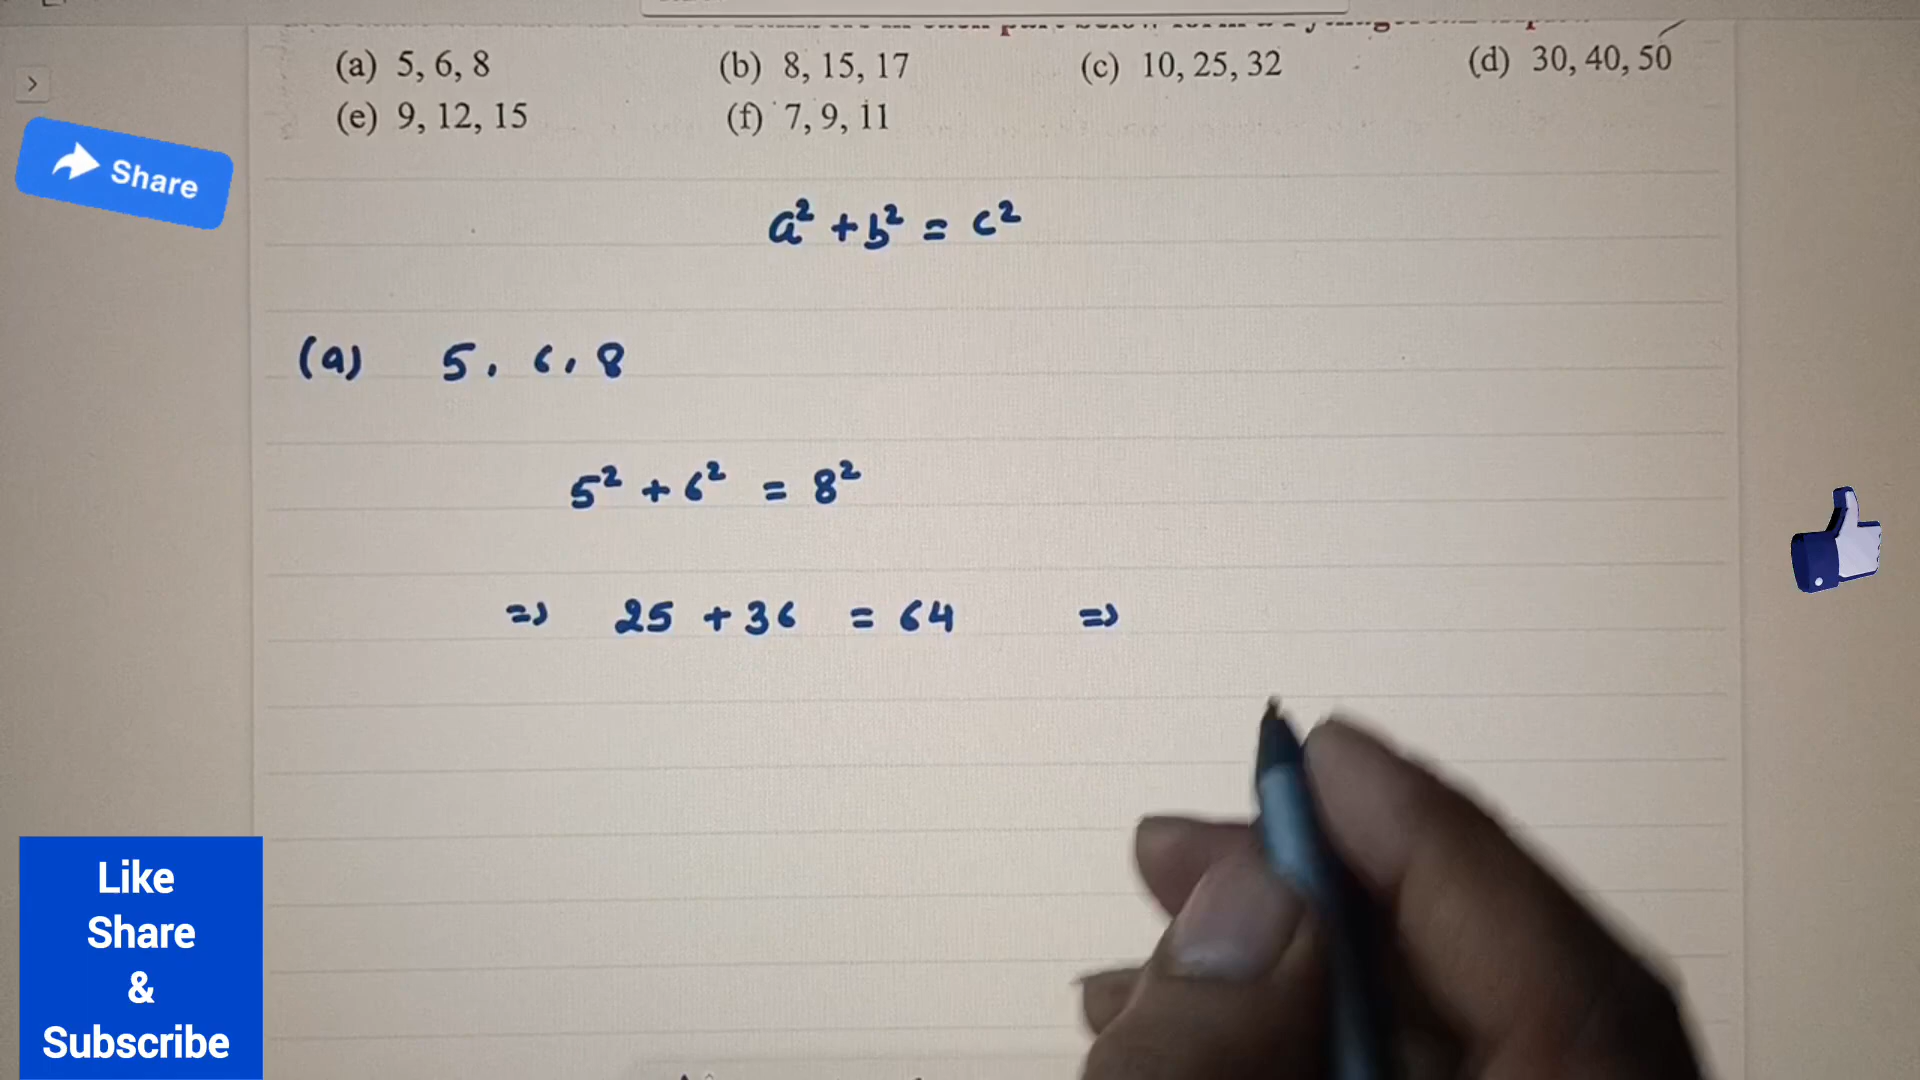 (a) 5, 6, 8 (b) 8, 15, 17 (c) 10, 25, 32 (d) 30, 40, 50
(e) 9, 12, 15 (f) 7, 9, 11
Share
a² + b² = c²
(a) 5, 6, 8
5² + 6² = 8²
=> 25 + 36 = 64 =>
Like
Share
&
Subscribe